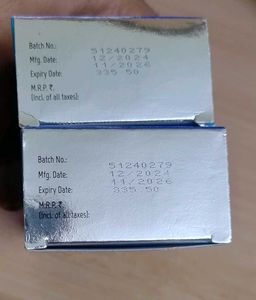 Batch No.: 51240279
Mfg. Date: 12/2024
Expiry Date: 11/2026
M.R.P. ₹. 335.50
(Incl. of all taxes):
Batch No.: 51240279
Mfg. Date: 12/2024
Expiry Date: 11/2026
M.R.P. ₹. 335.50
(Incl. of all taxes):